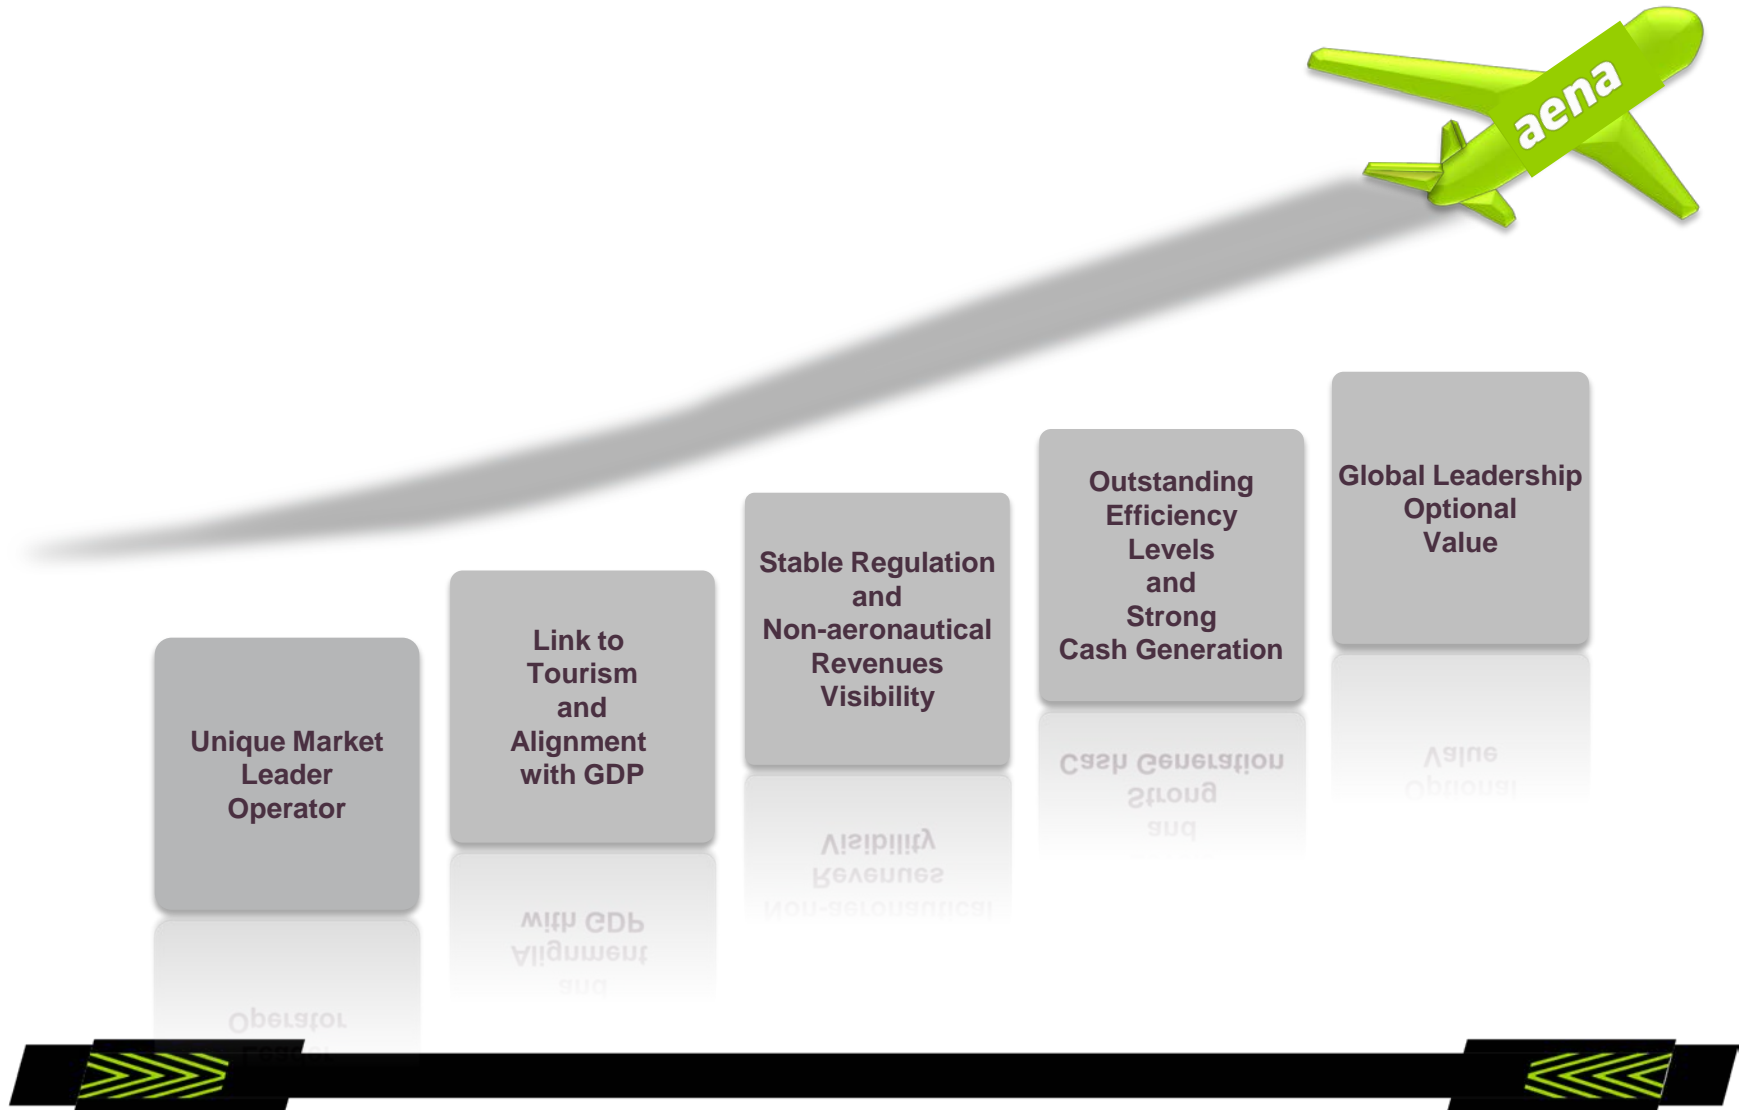 aena
Unique Market
Leader
Operator
Link to
Tourism
and
Alignment
with GDP
Stable Regulation
and
Non-aeronautical
Revenues
Visibility
Outstanding
Efficiency
Levels
and
Strong
Cash Generation
Global Leadership
Optional
Value